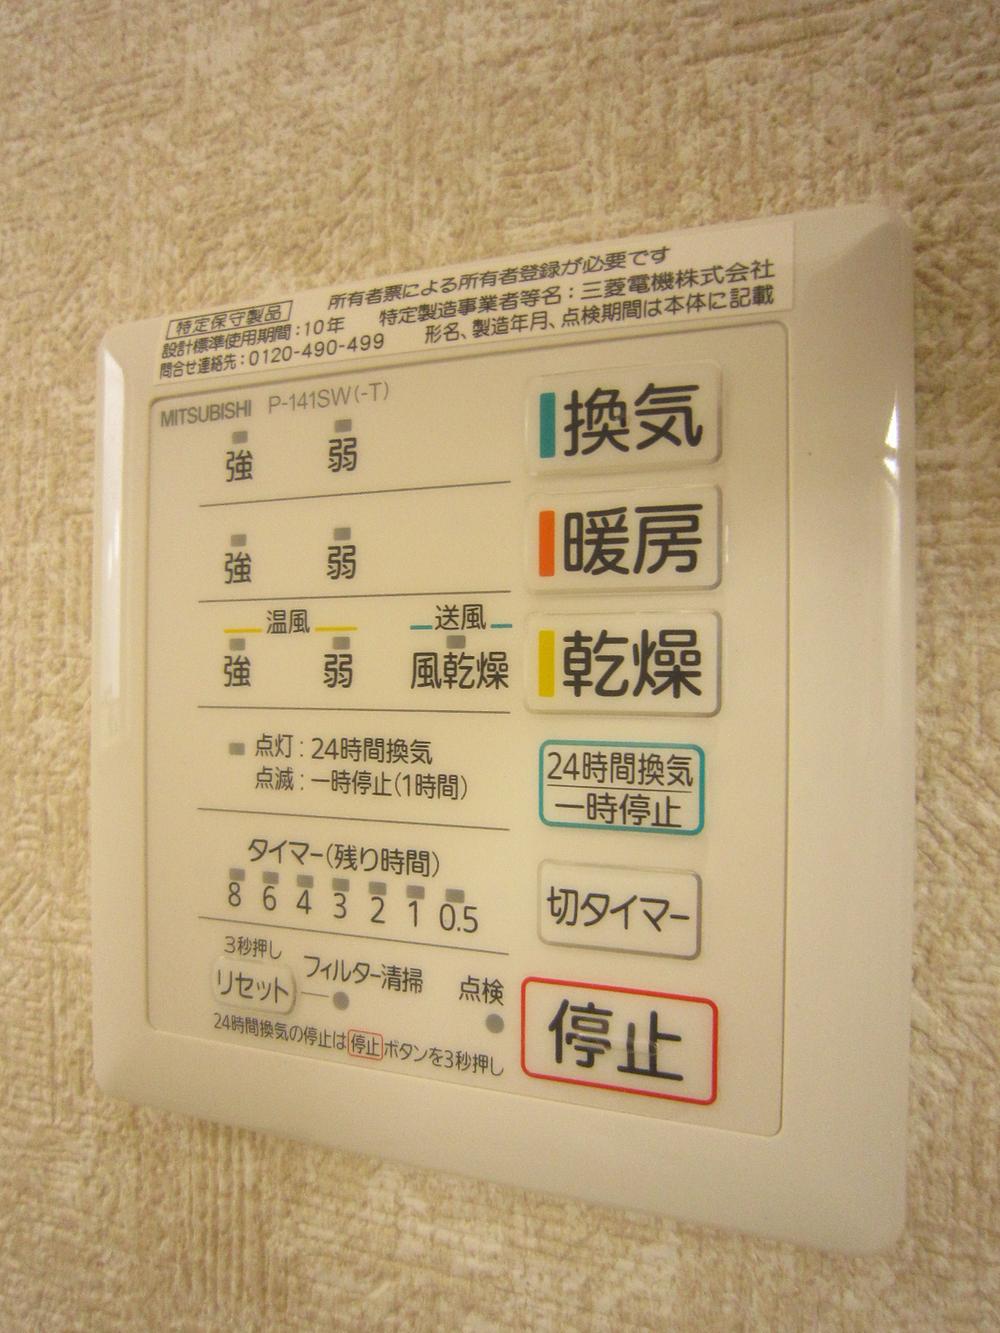 特定保守製品 所有者票による所有者登録が必要です
設計標準使用期間:10年 特定製造事業者等名:三菱電機株式会社
問合せ連絡先:0120-490-499 形名、製造年月、点検期間は本体に記載
MITSUBISHI P-141SW(-T)
強 弱
換気
強 弱
暖房
温風 送風
強 弱 風乾燥
乾燥
点灯:24時間換気
点滅:一時停止(1時間)
24時間換気
一時停止
タイマー(残り時間)
8 6 4 3 2 1 0.5
切タイマー
3秒押し
リセット フィルター清掃 点検
24時間換気の停止は停止ボタンを3秒押し
停止